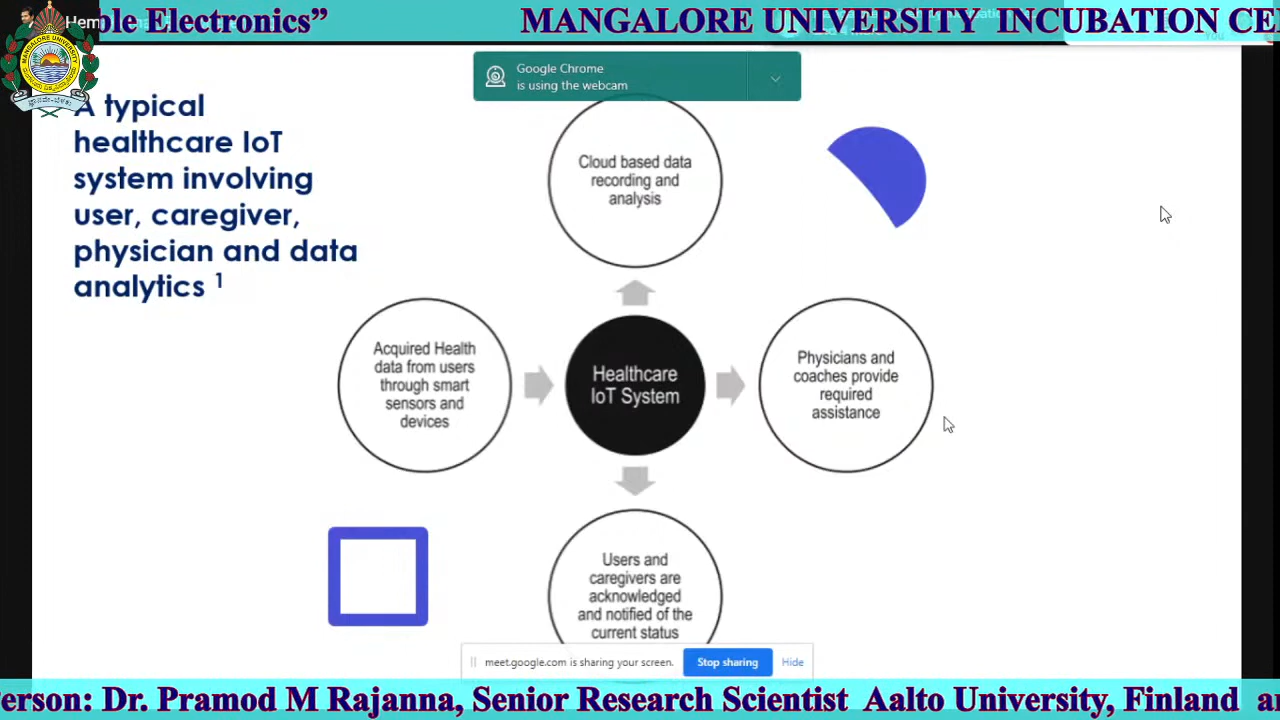 ble Electronics” MANGALORE UNIVERSITY INCUBATION CE
Hem
MANGALORE UNIVERSITY
Google Chrome
is using the webcam
A typical
healthcare IoT
system involving
user, caregiver,
physician and data
analytics 1
Cloud based data
recording and
analysis
Acquired Health
data from users
through smart
sensors and
devices
Healthcare
IoT System
Physicians and
coaches provide
required
assistance
Users and
caregivers are
acknowledged
and notified of the
current status
meet.google.com is sharing your screen. Stop sharing Hide
erson: Dr. Pramod M Rajanna, Senior Research Scientist Aalto University, Finland a